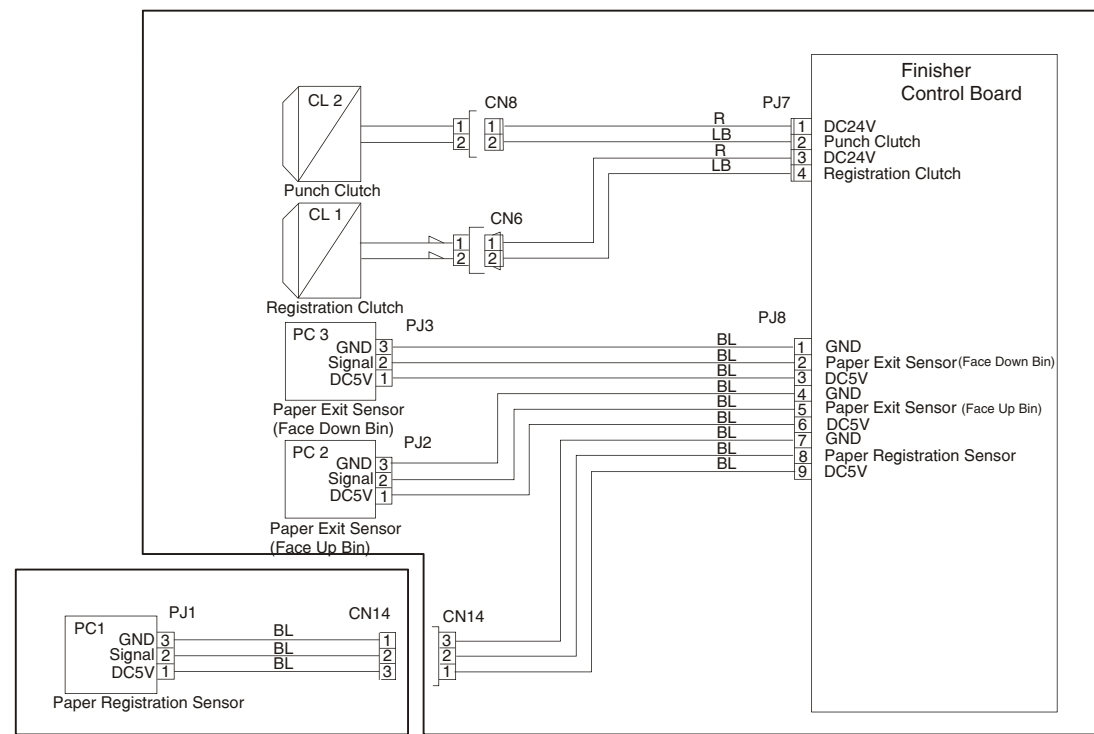 Finisher
Control Board
CL 2
CN8
PJ7
1
2
1
2
R
LB
R
LB
1
2
3
4
DC24V
Punch Clutch
DC24V
Registration Clutch
Punch Clutch
CL 1
CN6
1
2
1
2
Registration Clutch
PC 3
PJ3
GND 3
Signal 2
DC5V 1
Paper Exit Sensor
(Face Down Bin)
PJ8
BL
BL
BL
BL
BL
BL
BL
BL
BL
1 GND
2 Paper Exit Sensor (Face Down Bin)
3 DC5V
4 GND
5 Paper Exit Sensor (Face Up Bin)
6 DC5V
7 GND
8 Paper Registration Sensor
9 DC5V
PC 2
PJ2
GND 3
Signal 2
DC5V 1
Paper Exit Sensor
(Face Up Bin)
PC1
PJ1
GND 3
Signal 2
DC5V 1
BL
BL
BL
CN14
1
2
3
CN14
3
2
1
Paper Registration Sensor